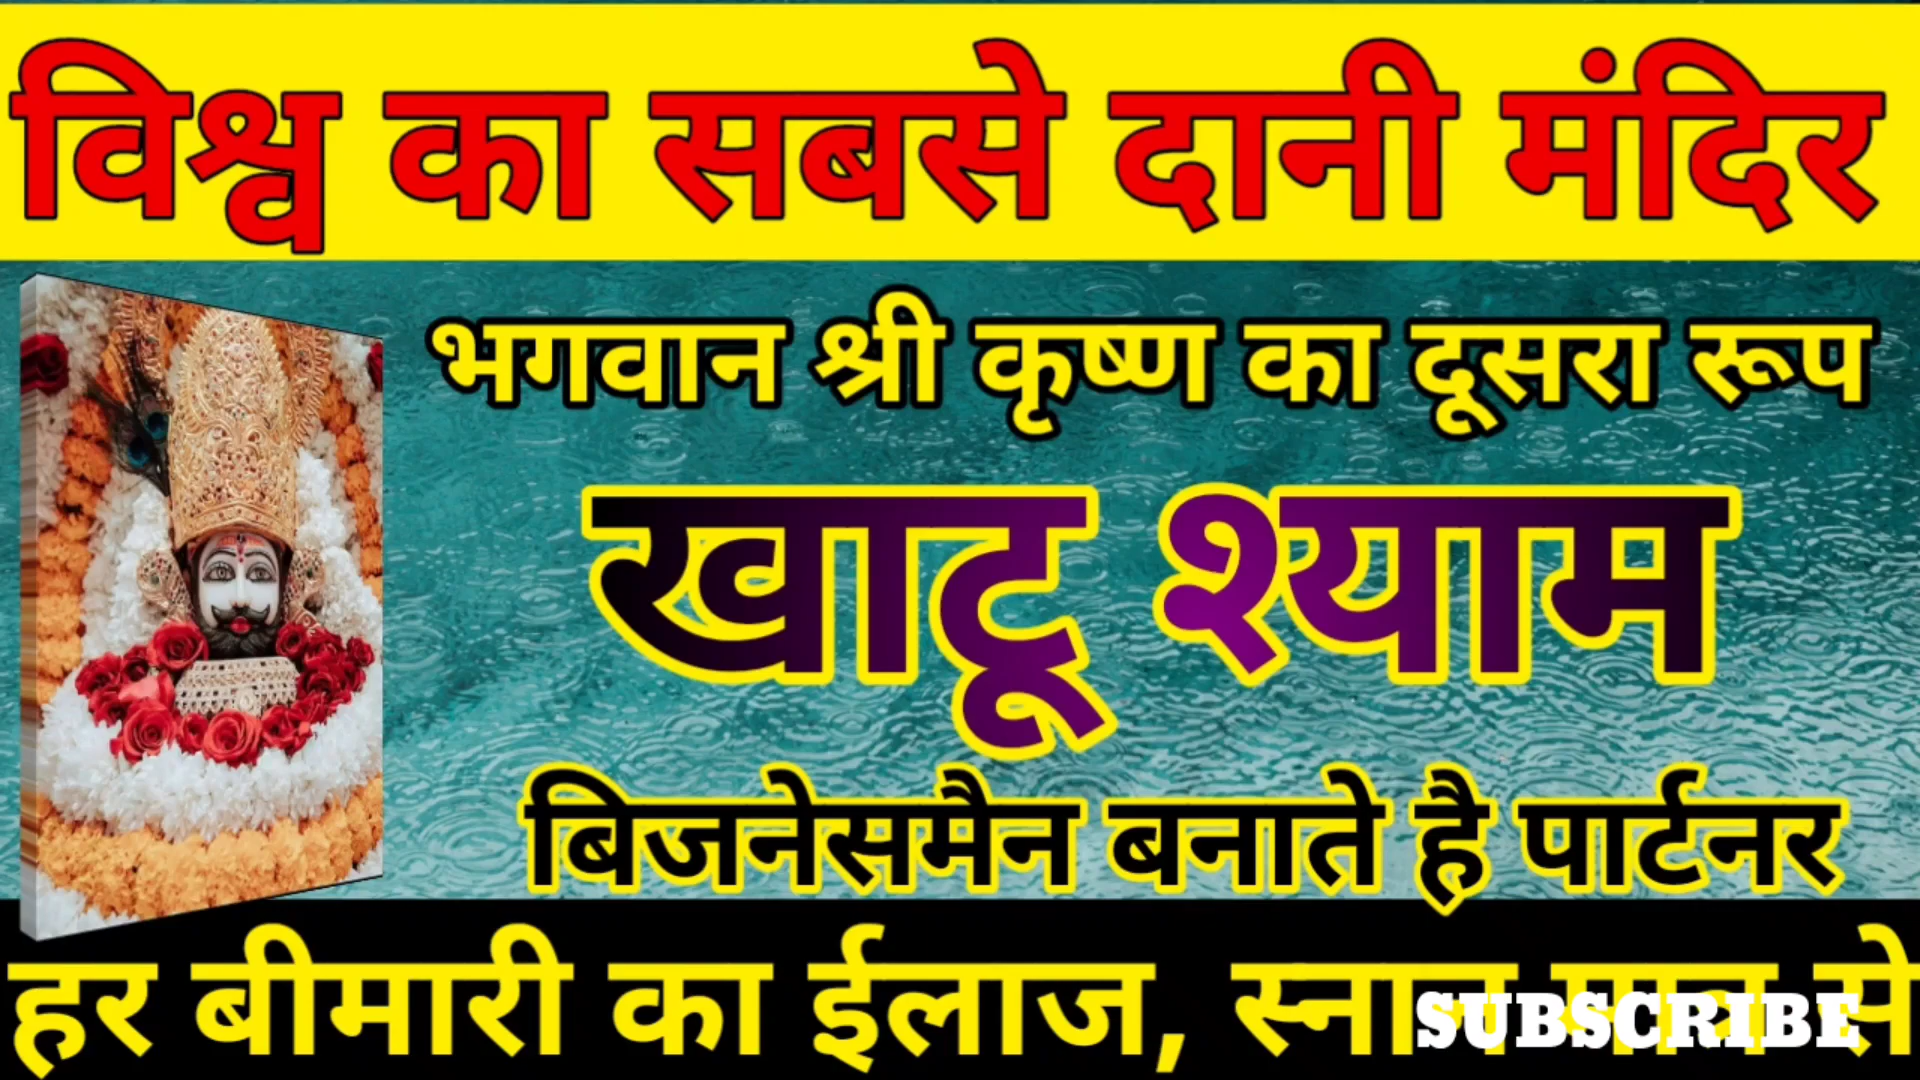 विश्व का सबसे दानी मंदिर
भगवान श्री कृष्ण का दूसरा रूप
खाटू श्याम
बिजनेसमैन बनाते है पार्टनर
हर बीमारी का ईलाज, स्नान से
SUBSCRIBE